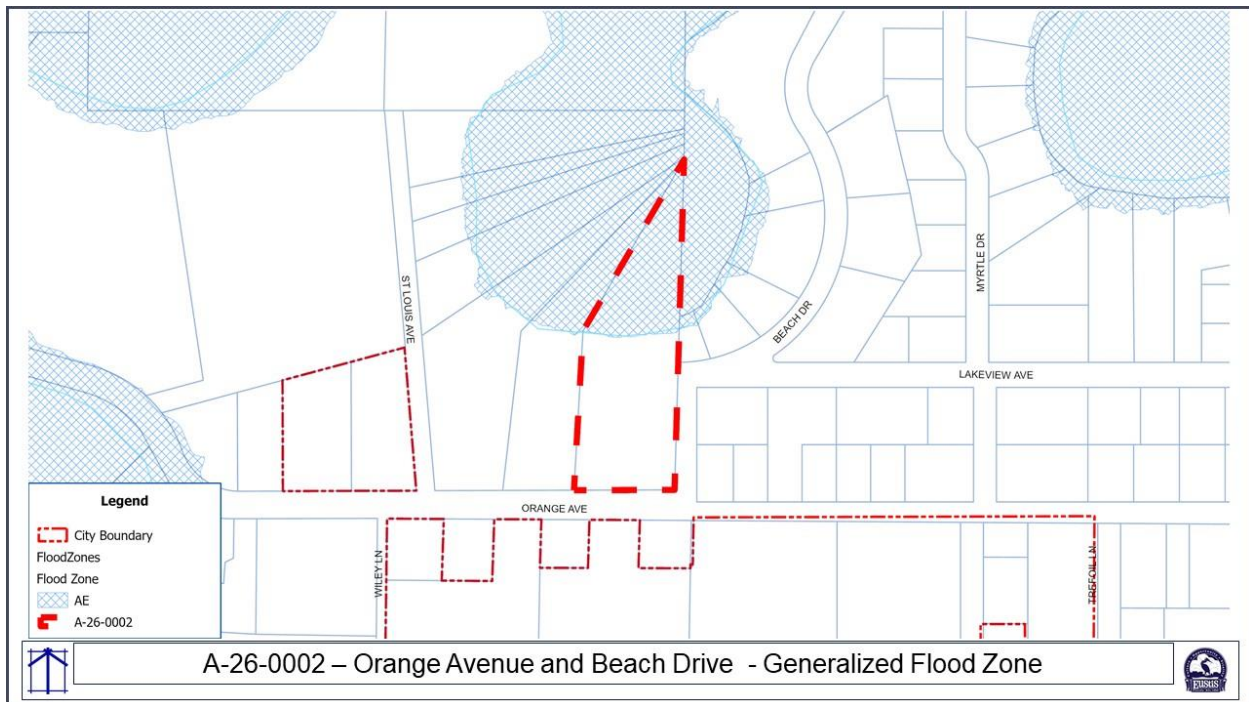 ST LOUIS AVE
BEACH DR
MYRTLE DR
LAKEVIEW AVE
ORANGE AVE
WILEY LN
TREFOIL LN
Legend
City Boundary
FloodZones
Flood Zone
AE
A-26-0002
A-26-0002 – Orange Avenue and Beach Drive - Generalized Flood Zone
EUSTIS